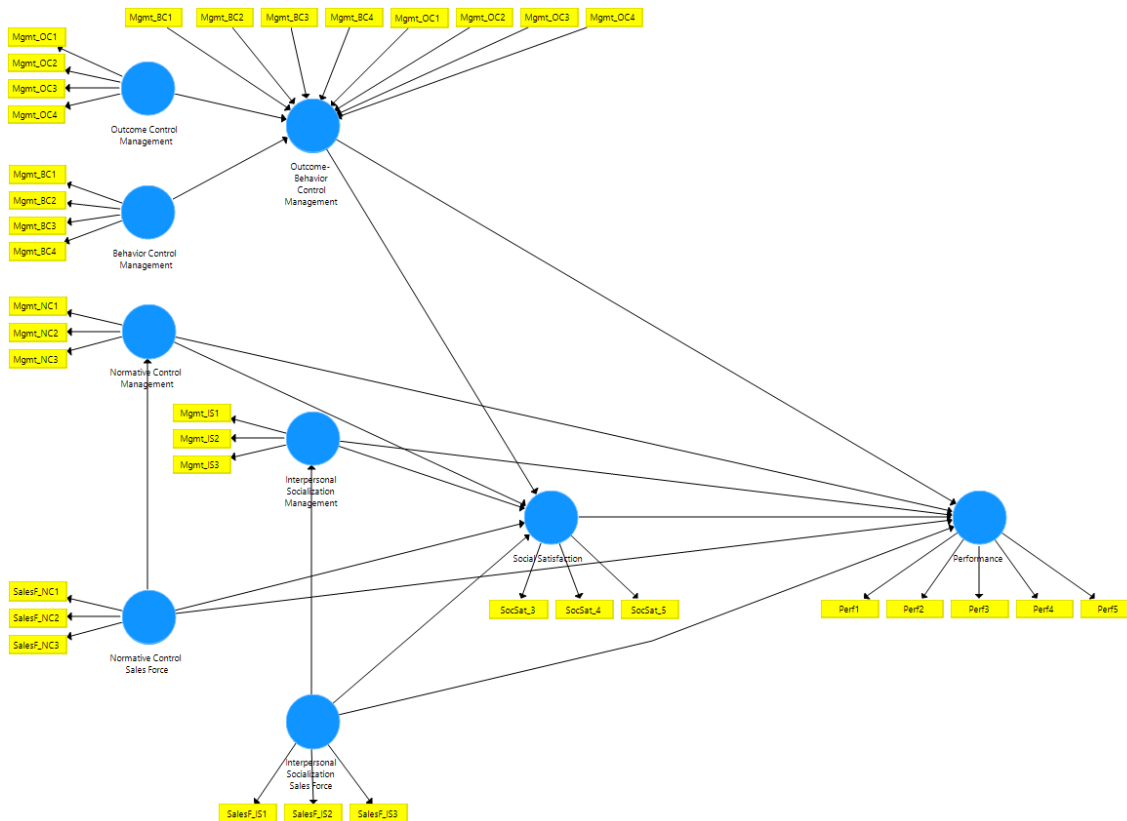 Mgmt_BC1
Mgmt_BC2
Mgmt_BC3
Mgmt_BC4
Mgmt_OC1
Mgmt_OC2
Mgmt_OC3
Mgmt_OC4
Mgmt_OC1
Mgmt_OC2
Mgmt_OC3
Mgmt_OC4
Outcome Control
Management
Outcome-
Behavior
Control
Management
Mgmt_BC1
Mgmt_BC2
Mgmt_BC3
Mgmt_BC4
Behavior Control
Management
Mgmt_NC1
Mgmt_NC2
Mgmt_NC3
Normative Control
Management
Mgmt_IS1
Mgmt_IS2
Mgmt_IS3
Interpersonal
Socialization
Management
Social Satisfaction
SocSat_3
SocSat_4
SocSat_5
Performance
Perf1
Perf2
Perf3
Perf4
Perf5
SalesF_NC1
SalesF_NC2
SalesF_NC3
Normative Control
Sales Force
Interpersonal
Socialization
Sales Force
SalesF_IS1
SalesF_IS2
SalesF_IS3